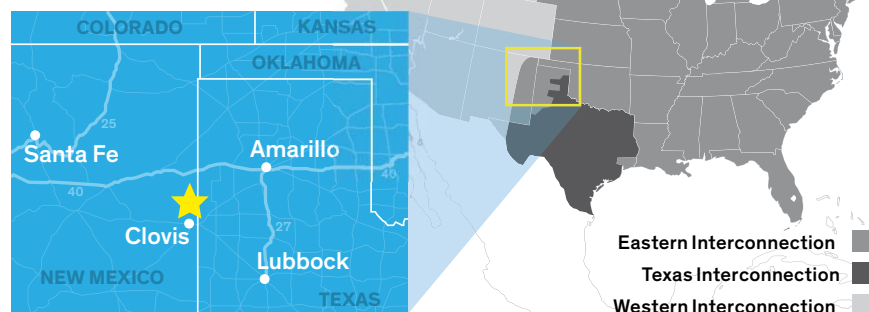 COLORADO
KANSAS
OKLAHOMA
25
Santa Fe
Amarillo
40
40
Clovis
27
Lubbock
NEW MEXICO
TEXAS
Eastern Interconnection
Texas Interconnection
Western Interconnection